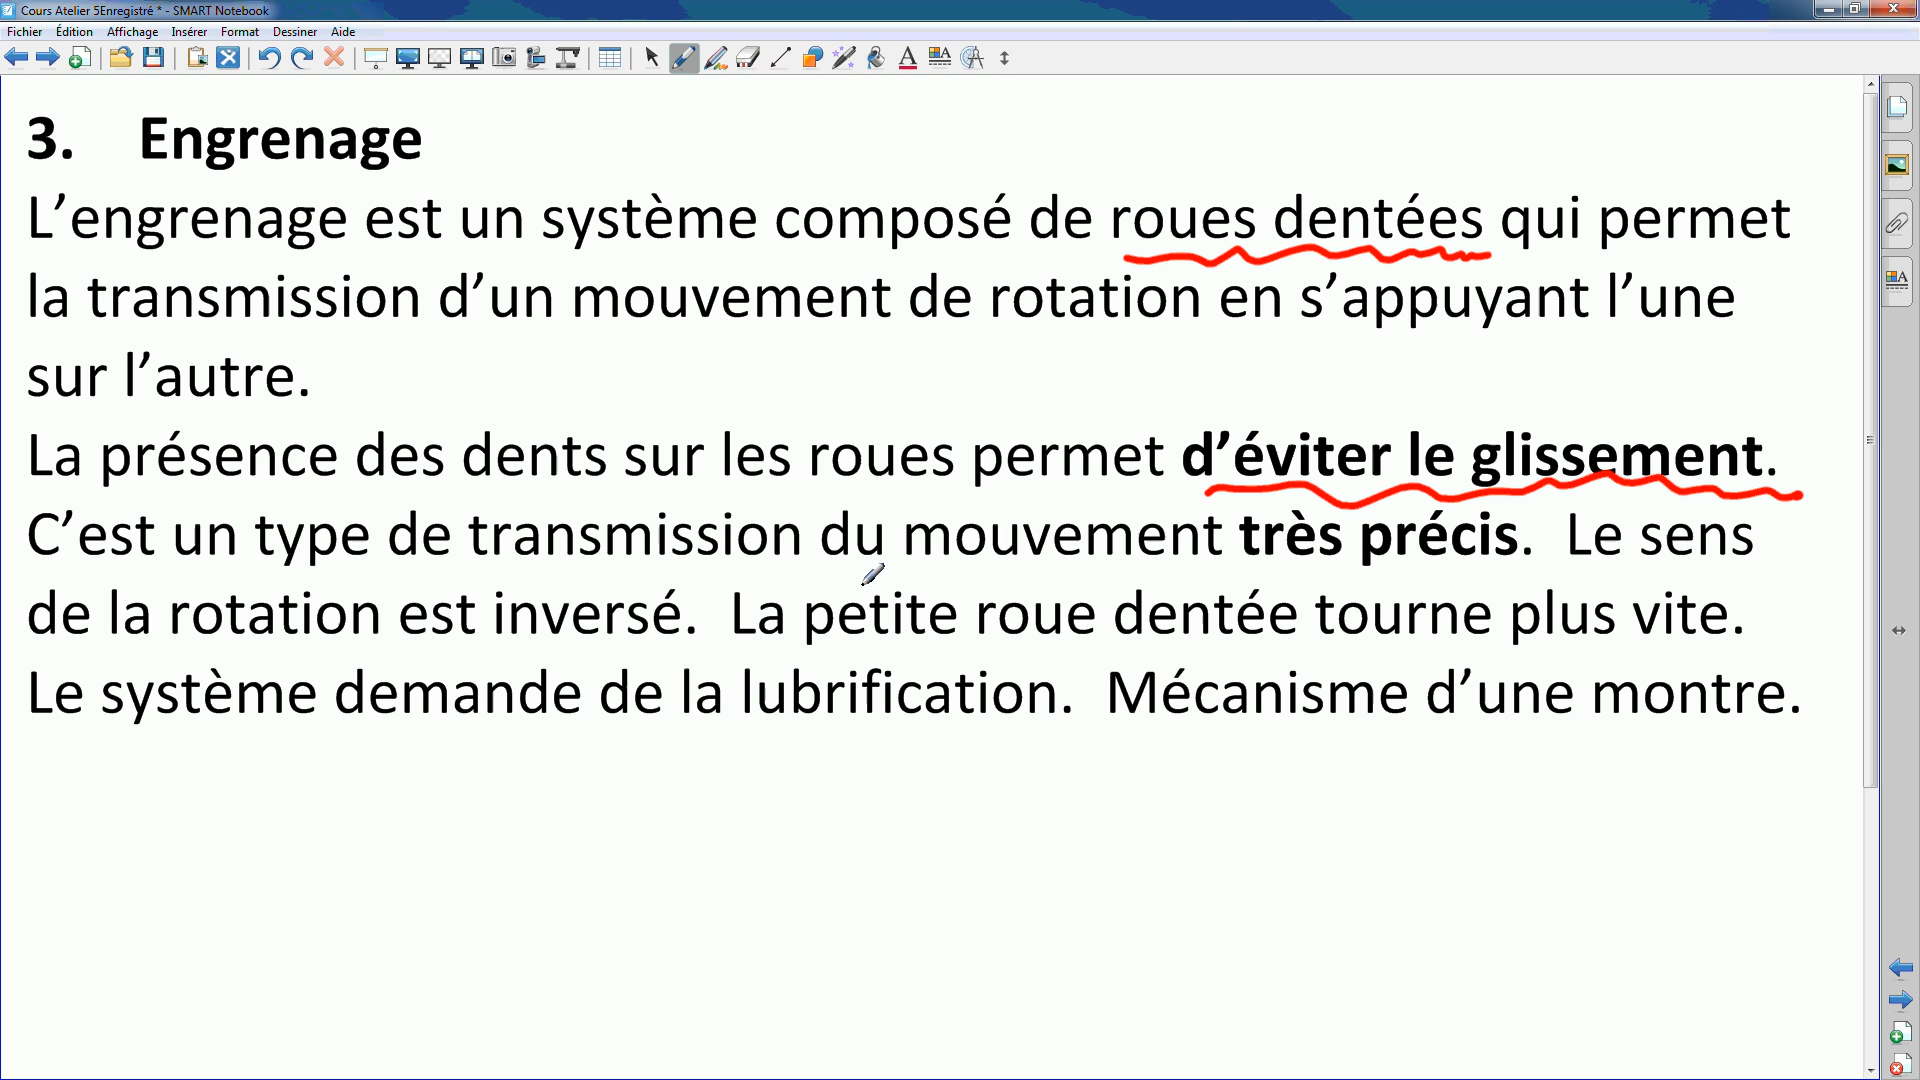 Cours Atelier 5Enregistré * - SMART Notebook
Fichier Édition Affichage Insérer Format Dessiner Aide
3. Engrenage
L’engrenage est un système composé de roues dentées qui permet
la transmission d’un mouvement de rotation en s’appuyant l’une
sur l’autre.
La présence des dents sur les roues permet d’éviter le glissement.
C’est un type de transmission du mouvement très précis. Le sens
de la rotation est inversé. La petite roue dentée tourne plus vite.
Le système demande de la lubrification. Mécanisme d’une montre.